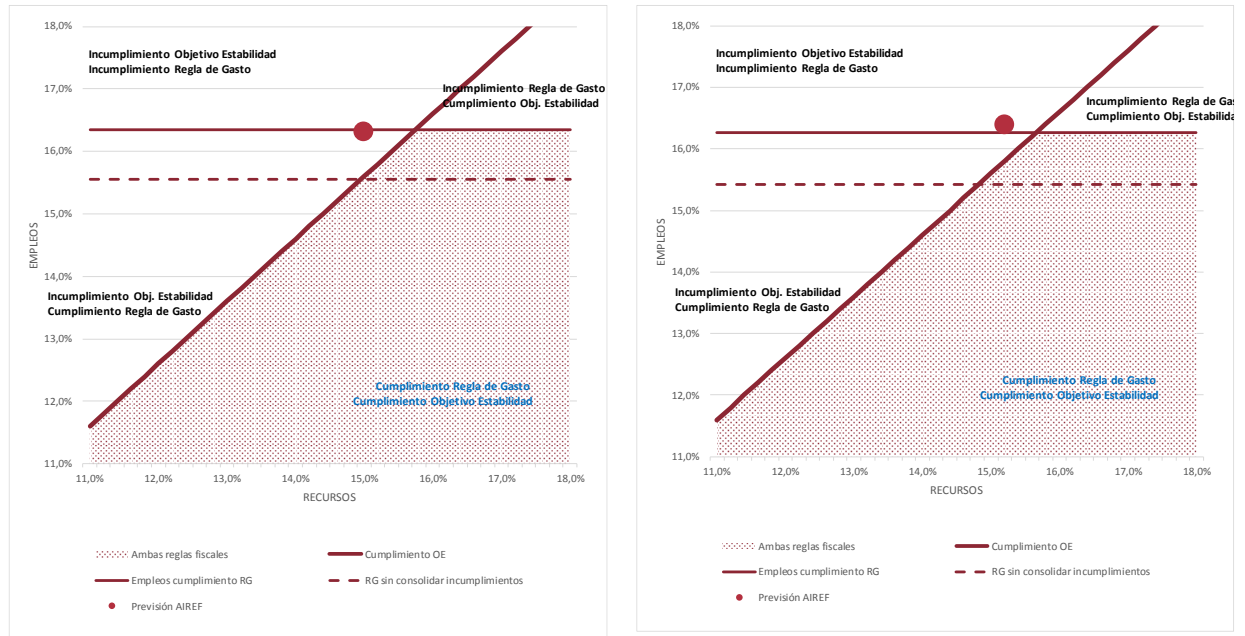 18,0%
17,0%
16,0%
15,0%
14,0%
13,0%
12,0%
11,0%
EMPLEOS
Incumplimiento Objetivo Estabilidad
Incumplimiento Regla de Gasto
Incumplimiento Regla de Gasto
Cumplimiento Obj. Estabilidad
Incumplimiento Obj. Estabilidad
Cumplimiento Regla de Gasto
Cumplimiento Regla de Gasto
Cumplimiento Objetivo Estabilidad
11,0% 12,0% 13,0% 14,0% 15,0% 16,0% 17,0% 18,0%
RECURSOS
Ambas reglas fiscales
Cumplimiento OE
Empleos cumplimiento RG
RG sin consolidar incumplimientos
Previsión AIREF
18,0%
17,0%
16,0%
15,0%
14,0%
13,0%
12,0%
11,0%
EMPLEOS
Incumplimiento Objetivo Estabilidad
Incumplimiento Regla de Gasto
Incumplimiento Regla de Gas
Cumplimiento Obj. Estabilida
Incumplimiento Obj. Estabilidad
Cumplimiento Regla de Gasto
Cumplimiento Regla de Gasto
Cumplimiento Objetivo Estabilidad
11,0% 12,0% 13,0% 14,0% 15,0% 16,0% 17,0% 18,0%
RECURSOS
Ambas reglas fiscales
Cumplimiento OE
Empleos cumplimiento RG
RG sin consolidar incumplimientos
Previsión AIREF